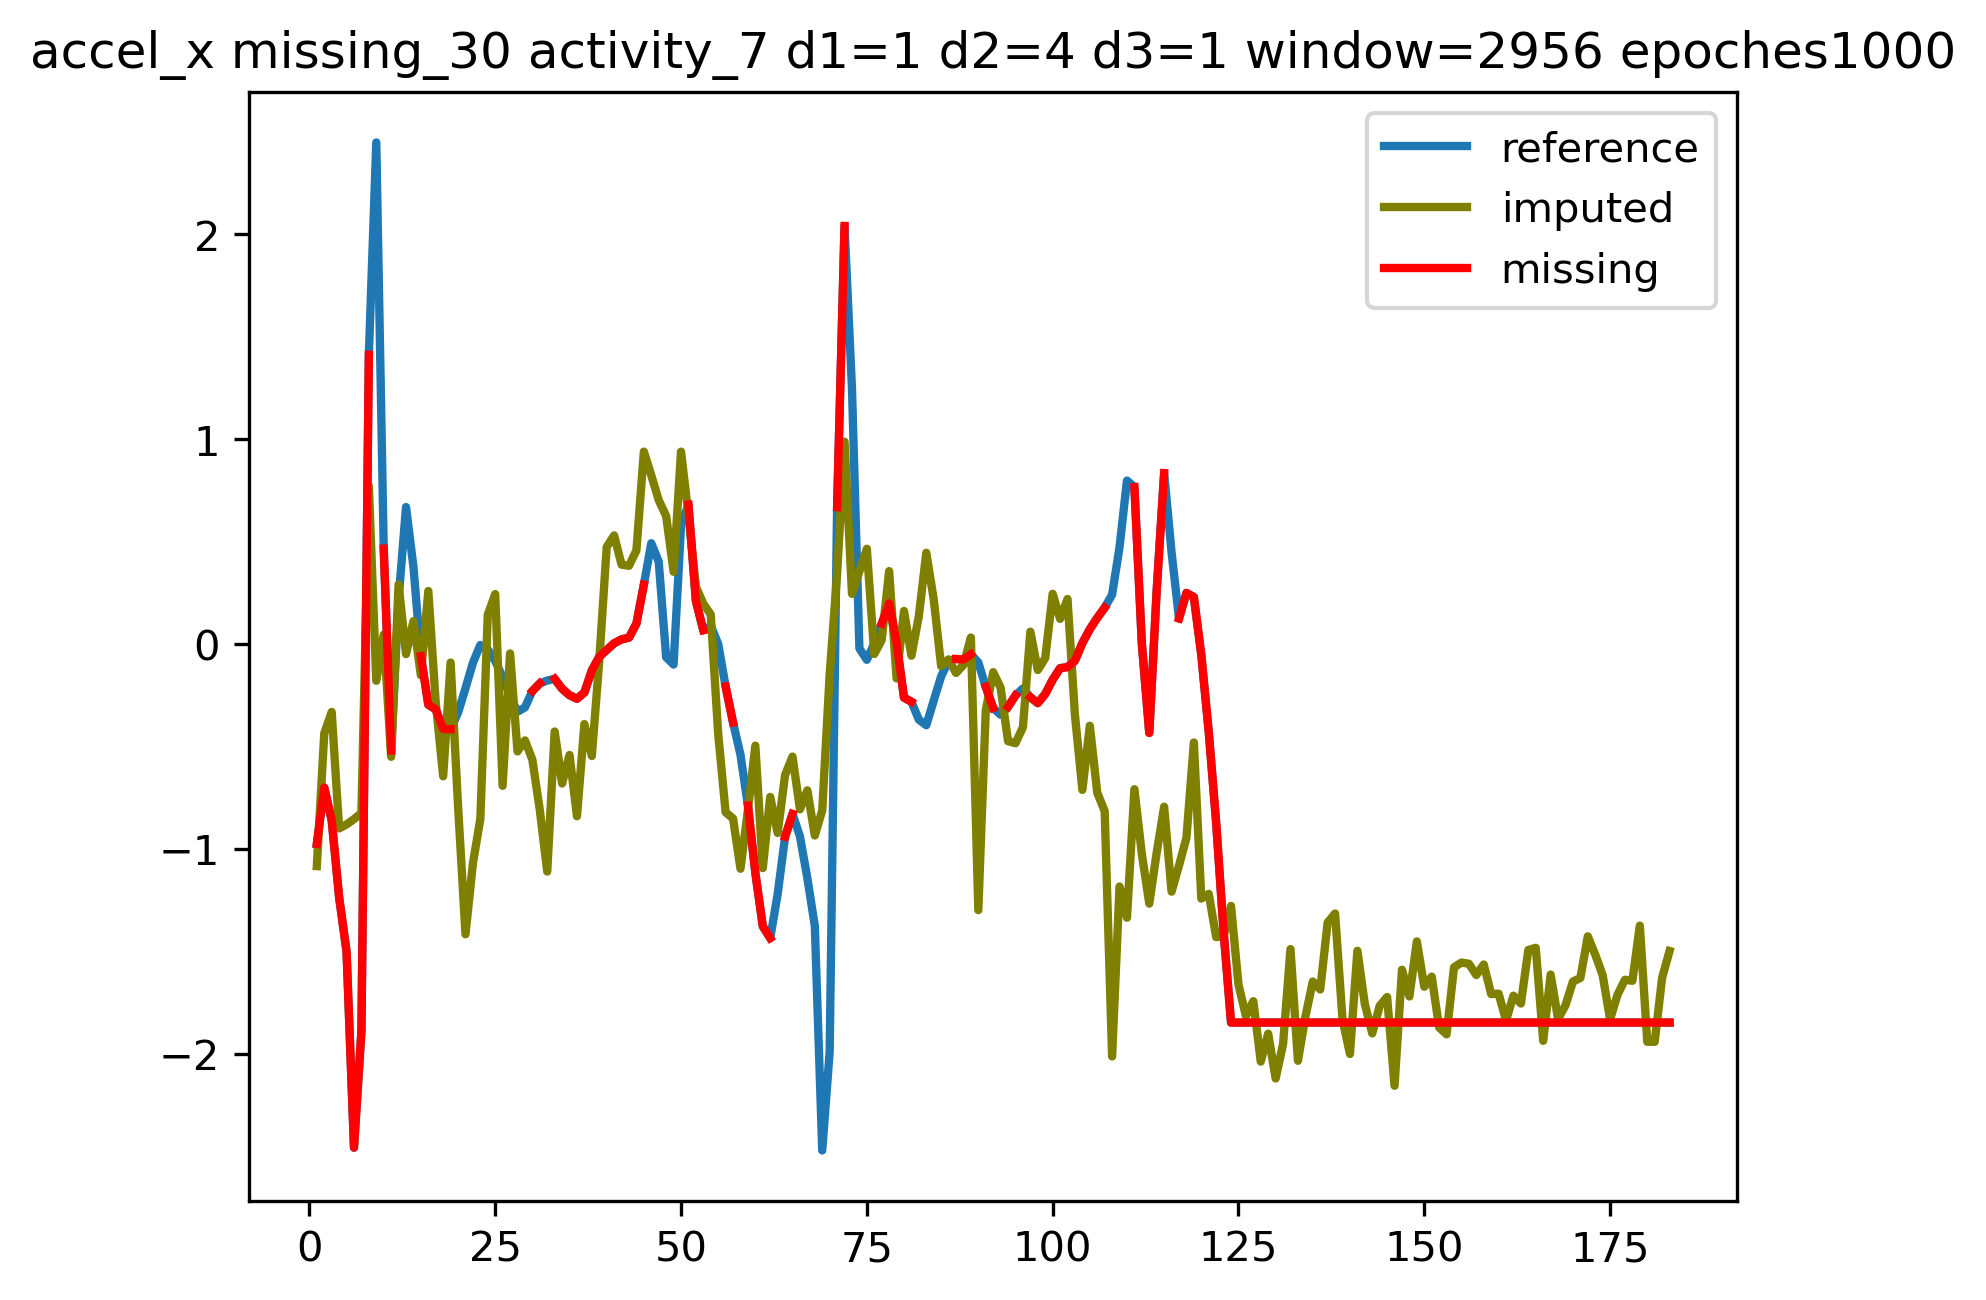 accel_x missing_30 activity_7 d1=1 d2=4 d3=1 window=2956 epoches1000
reference
imputed
missing
2
1
0
−1
−2
0 25 50 75 100 125 150 175